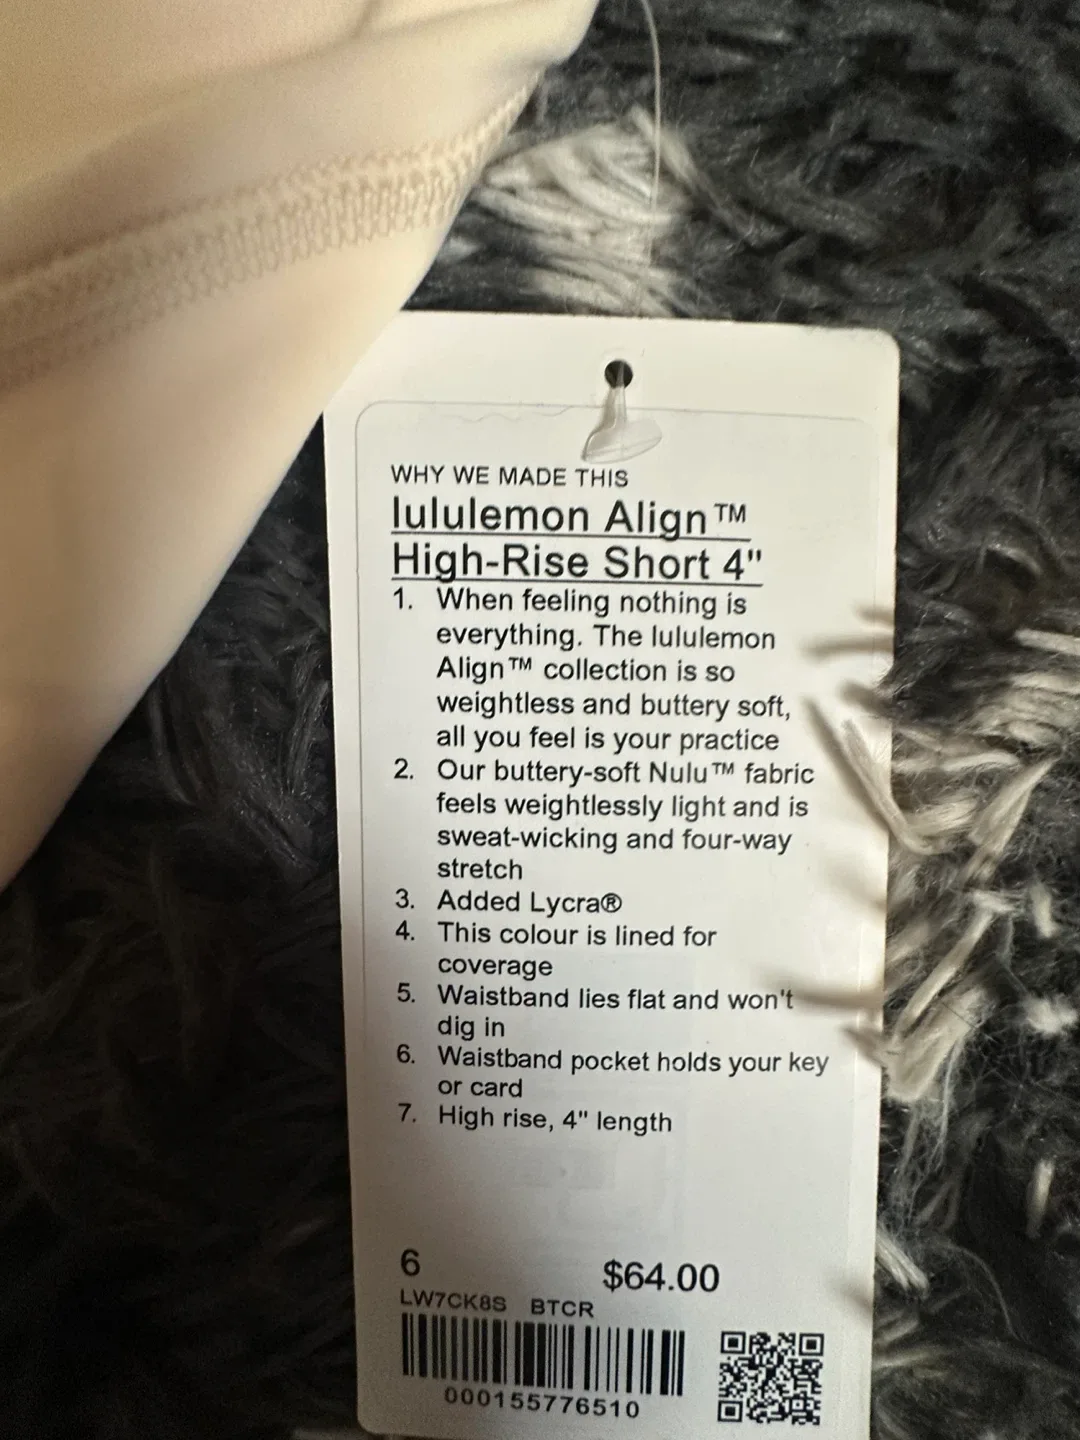 WHY WE MADE THIS
lululemon Align™
High-Rise Short 4"
1. When feeling nothing is
everything. The lululemon
Align™ collection is so
weightless and buttery soft,
all you feel is your practice
2. Our buttery-soft Nulu™ fabric
feels weightlessly light and is
sweat-wicking and four-way
stretch
3. Added Lycra®
4. This colour is lined for
coverage
5. Waistband lies flat and won't
dig in
6. Waistband pocket holds your key
or card
7. High rise, 4" length
6 $64.00
LW7CK8S BTCR
000155776510